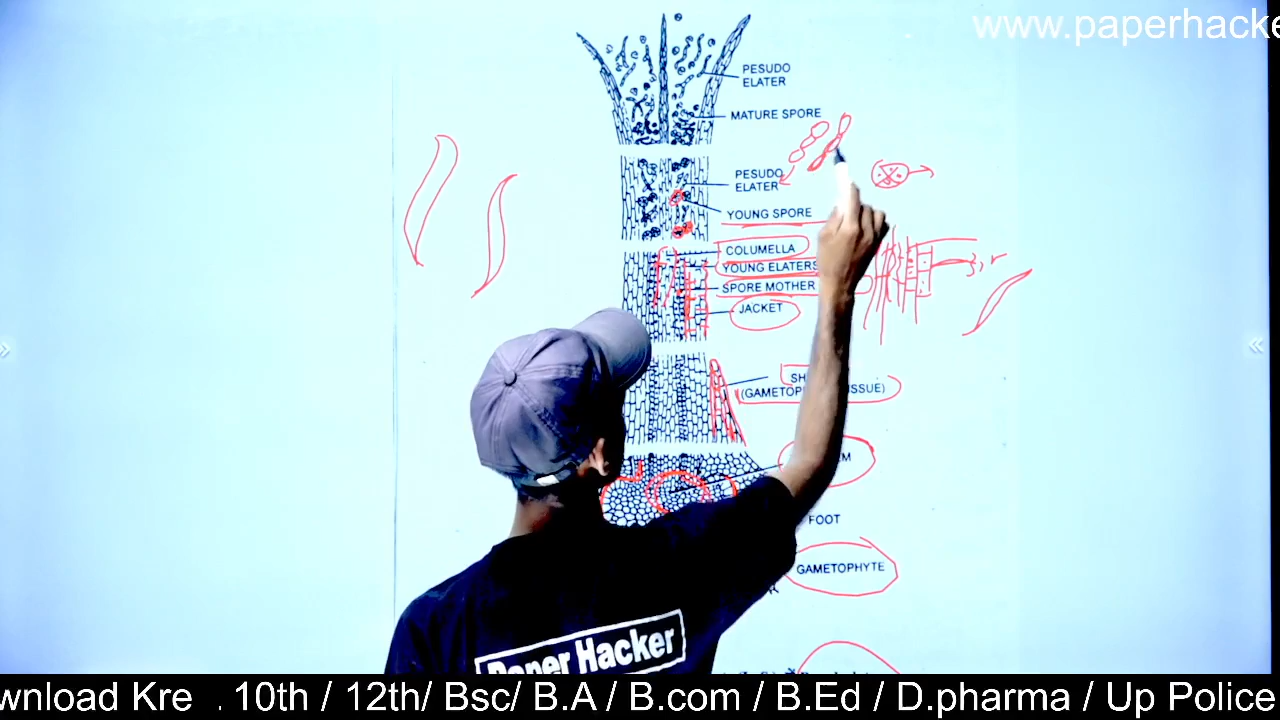 www.paperhacke
PESUDO
ELATER
MATURE SPORE
PESUDO
ELATER
YOUNG SPORE
COLUMELLA
YOUNG ELATERS
SPORE MOTHER
JACKET
SH
(GAMETOP ISSUE)
M
FOOT
GAMETOPHYTE
Paper Hacker
wnload Kre . 10th / 12th/ Bsc/ B.A / B.com / B.Ed / D.pharma / Up Police